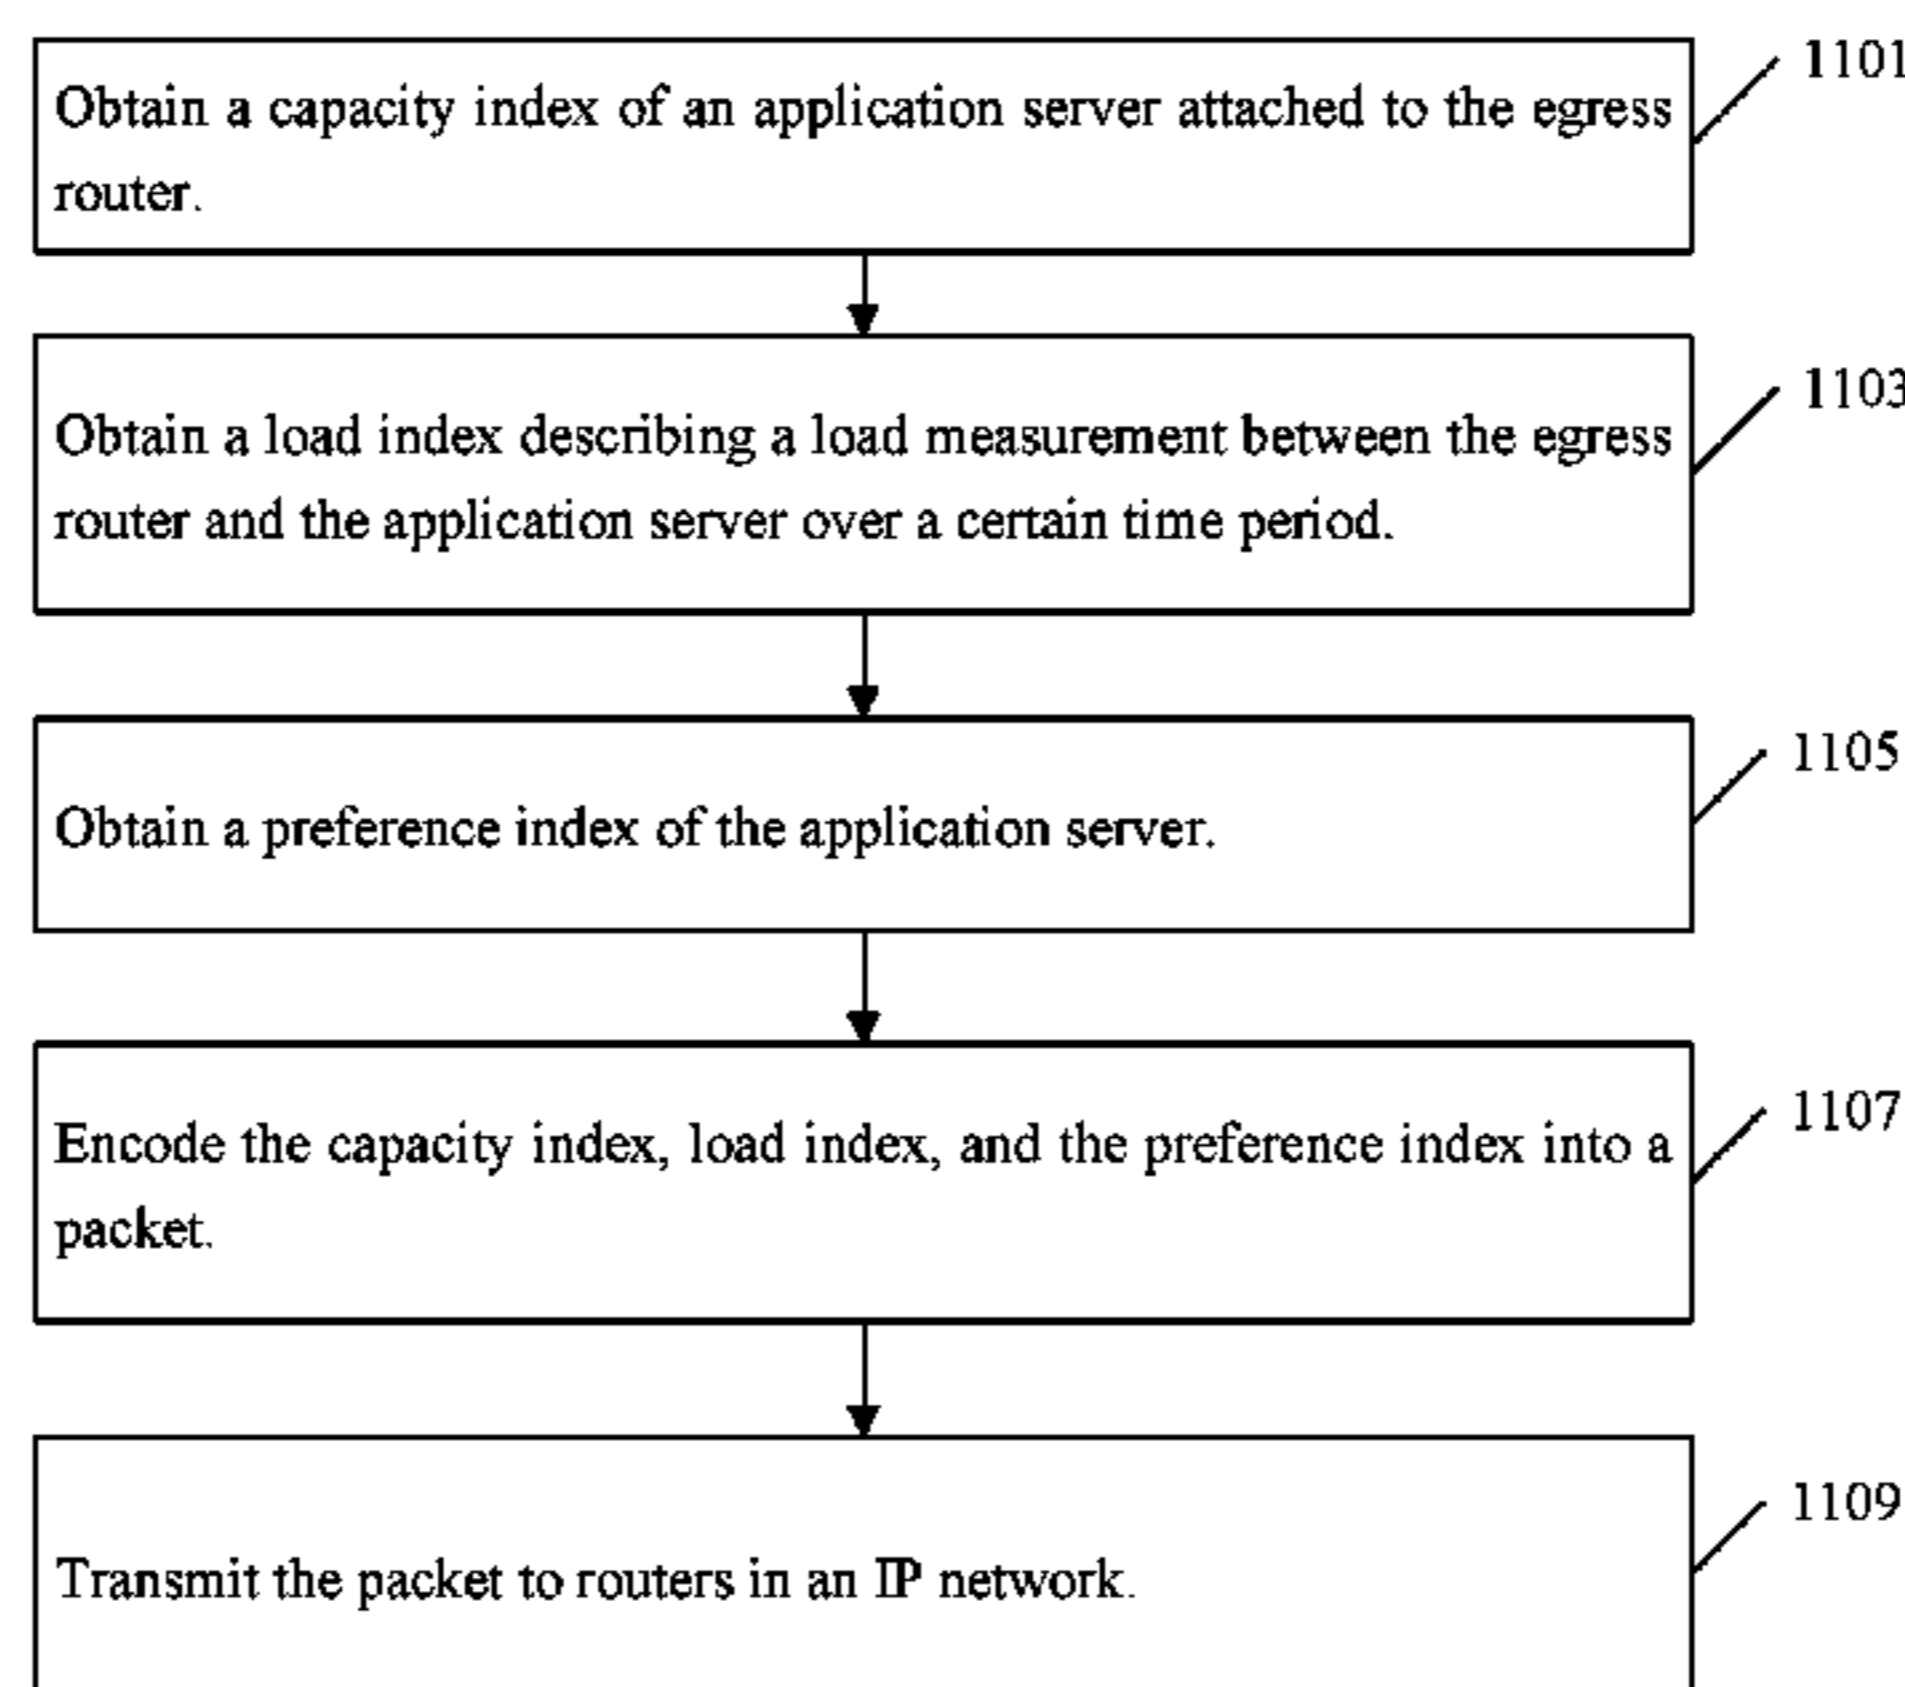 Obtain a capacity index of an application server attached to the egress
router.
1101
Obtain a load index describing a load measurement between the egress
router and the application server over a certain time period.
1103
Obtain a preference index of the application server.
1105
Encode the capacity index, load index, and the preference index into a
packet.
1107
Transmit the packet to routers in an IP network.
1109